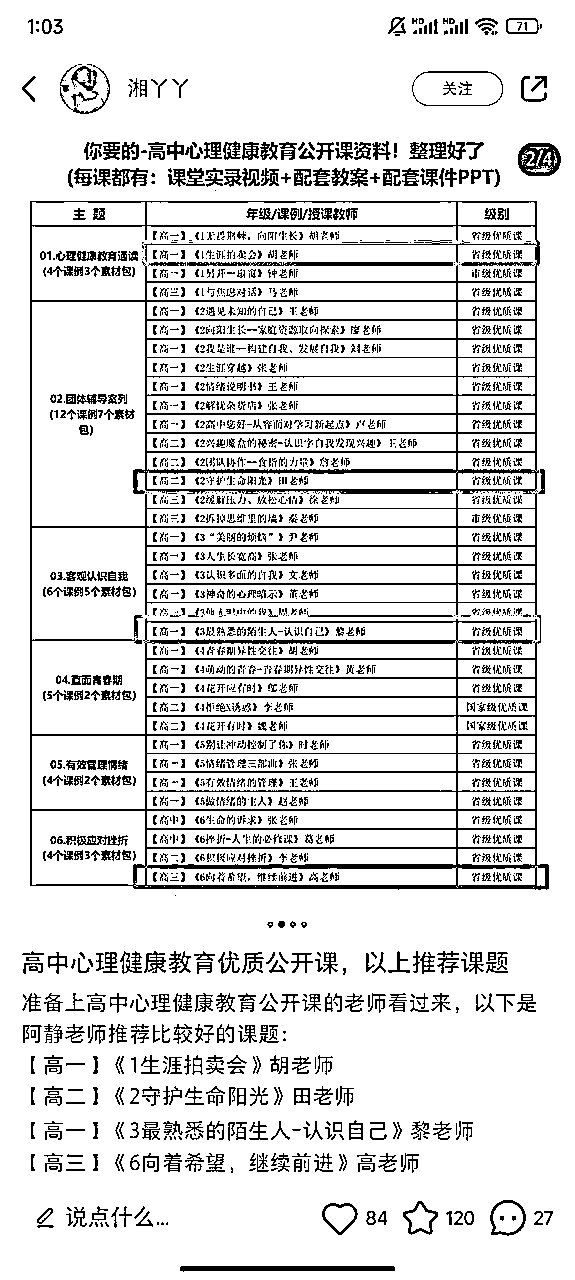 1:03
HD HD 71
湘丫丫
关注
你要的-高中心理健康教育公开课资料！整理好了
2/4
(每课都有：课堂实录视频+配套教案+配套课件PPT)
主 题 年级/课例/授课教师 级别
01.心理健康教育通识
(4个课例3个素材包)
【高一】《1无畏荆棘，向阳生长》胡老师 省级优质课
【高一】《1生涯拍卖会》胡老师 省级优质课
【高一】《1另开一扇窗》钟老师 市级优质课
【高三】《1与焦虑对话》马老师 省级优质课
02.团体辅导系列
(12个课例7个素材
包)
【高一】《2遇见未知的自己》王老师 省级优质课
【高一】《2向阳生长--家庭资源取向探索》廖老师 省级优质课
【高一】《2我是谁--构建自我、发展自我》刘老师 省级优质课
【高一】《2生涯穿越》张老师 省级优质课
【高一】《2情绪说明书》王老师 省级优质课
【高一】《2解忧杂货店》张老师 省级优质课
【高一】《2高中您好-从容面对学习新起点》卢老师 省级优质课
【高二】《2兴趣魔盒的秘密-认识学自我发现兴趣》王老师 省级优质课
【高二】《2团队协作--合作的力量》詹老师 省级优质课
【高二】《2守护生命阳光》田老师 省级优质课
【高三】《2缓解压力、放松心情》徐老师 省级优质课
【高三】《2拆掉思维里的墙》秦老师 市级优质课
03.客观认识自我
(6个课例5个素材包)
【高一】《3“美丽的烦恼”》尹老师 省级优质课
【高一】《3人生长宽高》张老师 省级优质课
【高一】《3认识多面的自我》文老师 省级优质课
【高一】《3神奇的心理暗示》董老师 省级优质课
省级优质课
【高一】《3最熟悉的陌生人-认识自己》黎老师 省级优质课
04.直面青春期
(5个课例2个素材包)
【高一】《4青春期异性交往》胡老师 省级优质课
【高一】《4萌动的青春-青春期异性交往》黄老师 省级优质课
【高一】《4花开应有时》邹老师 省级优质课
【高二】《4拒绝X诱惑》李老师 国家级优质课
【高二】《4花开有时》魏老师 国家级优质课
05.有效管理情绪
(4个课例2个素材包)
【高一】《5别让冲动控制了你》时老师 省级优质课
【高一】《5情绪管理三部曲》张老师 省级优质课
【高一】《5有效情绪的管理》王老师 省级优质课
【高一】《5做情绪的主人》赵老师 省级优质课
06.积极应对挫折
(4个课例3个素材包)
【高中】《6生命的诉求》张老师 省级优质课
【高中】《6挫折-人生的必修课》葛老师 省级优质课
【高二】《6积极应对挫折》李老师 省级优质课
【高三】《6向着希望，继续前进》高老师 省级优质课
高中心理健康教育优质公开课，以上推荐课题
准备上高中心理健康教育公开课的老师看过来，以下是
阿静老师推荐比较好的课题：
【高一】《1生涯拍卖会》胡老师
【高二】《2守护生命阳光》田老师
【高一】《3最熟悉的陌生人-认识自己》黎老师
【高三】《6向着希望，继续前进》高老师
说点什么...
84 120 27